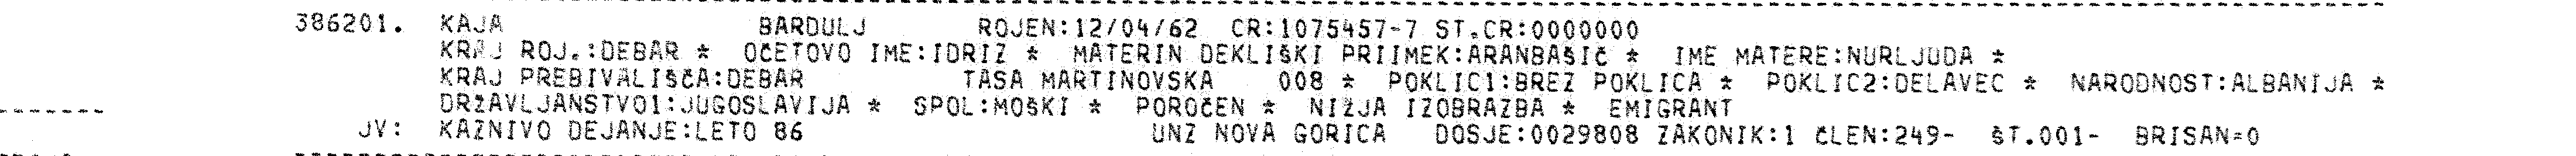 386201. KAJA BARDULJ ROJEN:12/04/62 CR:1075457-7 ST.CR:0000000
KRAJ ROJ.:DEBAR * OČETOVO IME:IDRIZ * MATERIN DEKLIŠKI PRIIMEK:ARANBAŠIČ * IME MATERE:NURLJUDA *
KRAJ PREBIVALIŠČA:DEBAR TASA MARTINOVSKA 008 * POKLIC1:BREZ POKLICA * POKLIC2:DELAVEC * NARODNOST:ALBANIJA *
DRŽAVLJANSTVO1:JUGOSLAVIJA * SPOL:MOŠKI * POROČEN * NIŽJA IZOBRAZBA * EMIGRANT
JV: KAZNIVO DEJANJE:LETO 86 UNZ NOVA GORICA DOSJE:0029808 ZAKONIK:1 ČLEN:249- ŠT.001- BRISAN=0